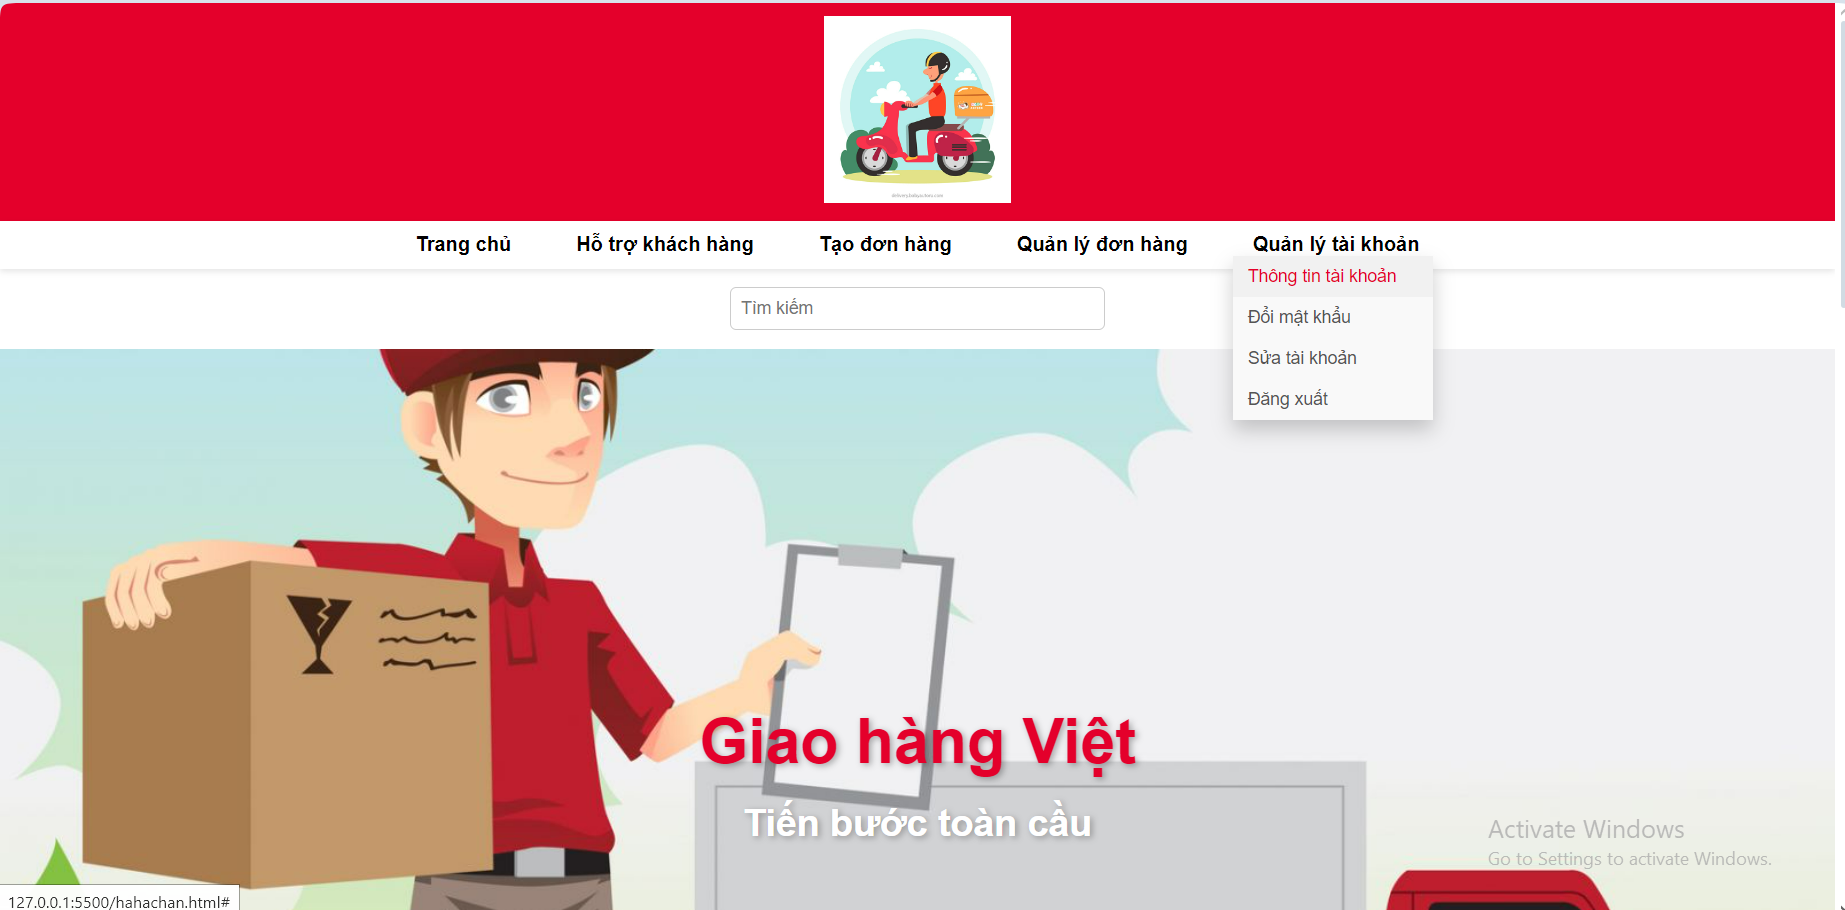 Trang chủ
Hỗ trợ khách hàng
Tạo đơn hàng
Quản lý đơn hàng
Quản lý tài khoản
Thông tin tài khoản
Đổi mật khẩu
Sửa tài khoản
Đăng xuất
Tìm kiếm
Giao hàng Việt
Tiến bước toàn cầu
Activate Windows
Go to Settings to activate Windows.
127.0.0.1:5500/hahachan.html#